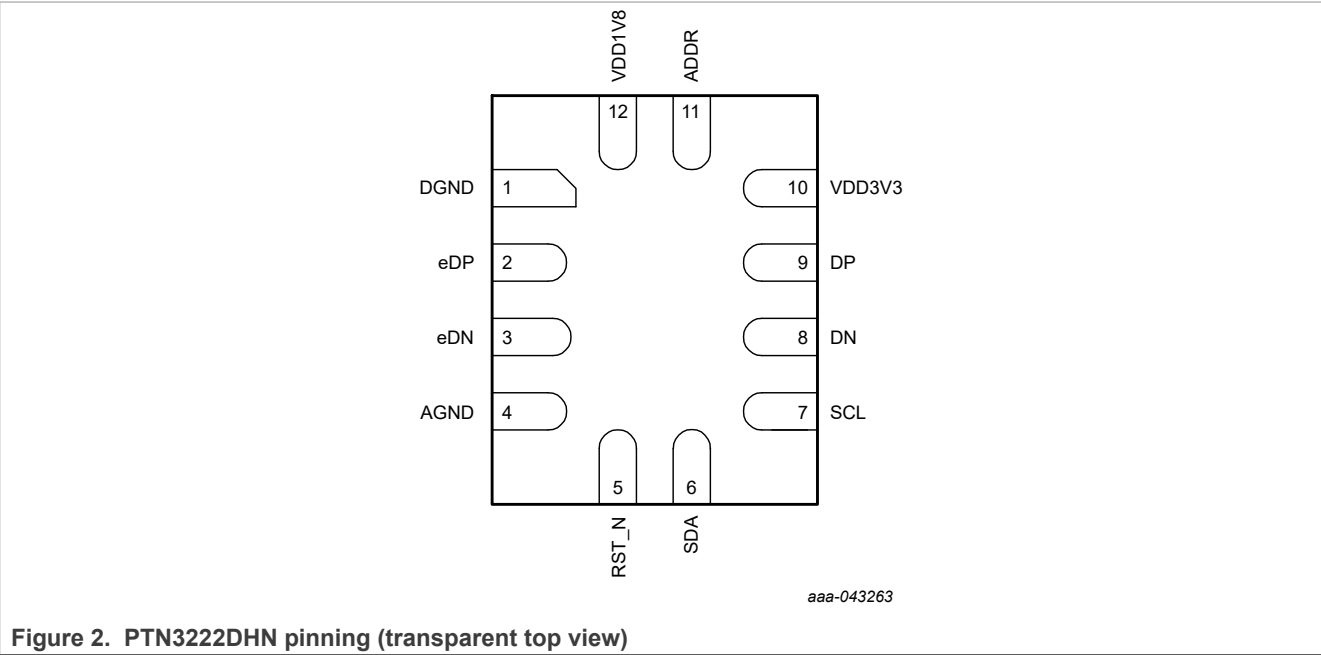 VDD1V8
ADDR
12
11
DGND
1
10
VDD3V3
eDP
2
9
DP
eDN
3
8
DN
AGND
4
7
SCL
5
6
RST_N
SDA
aaa-043263
Figure 2. PTN3222DHN pinning (transparent top view)